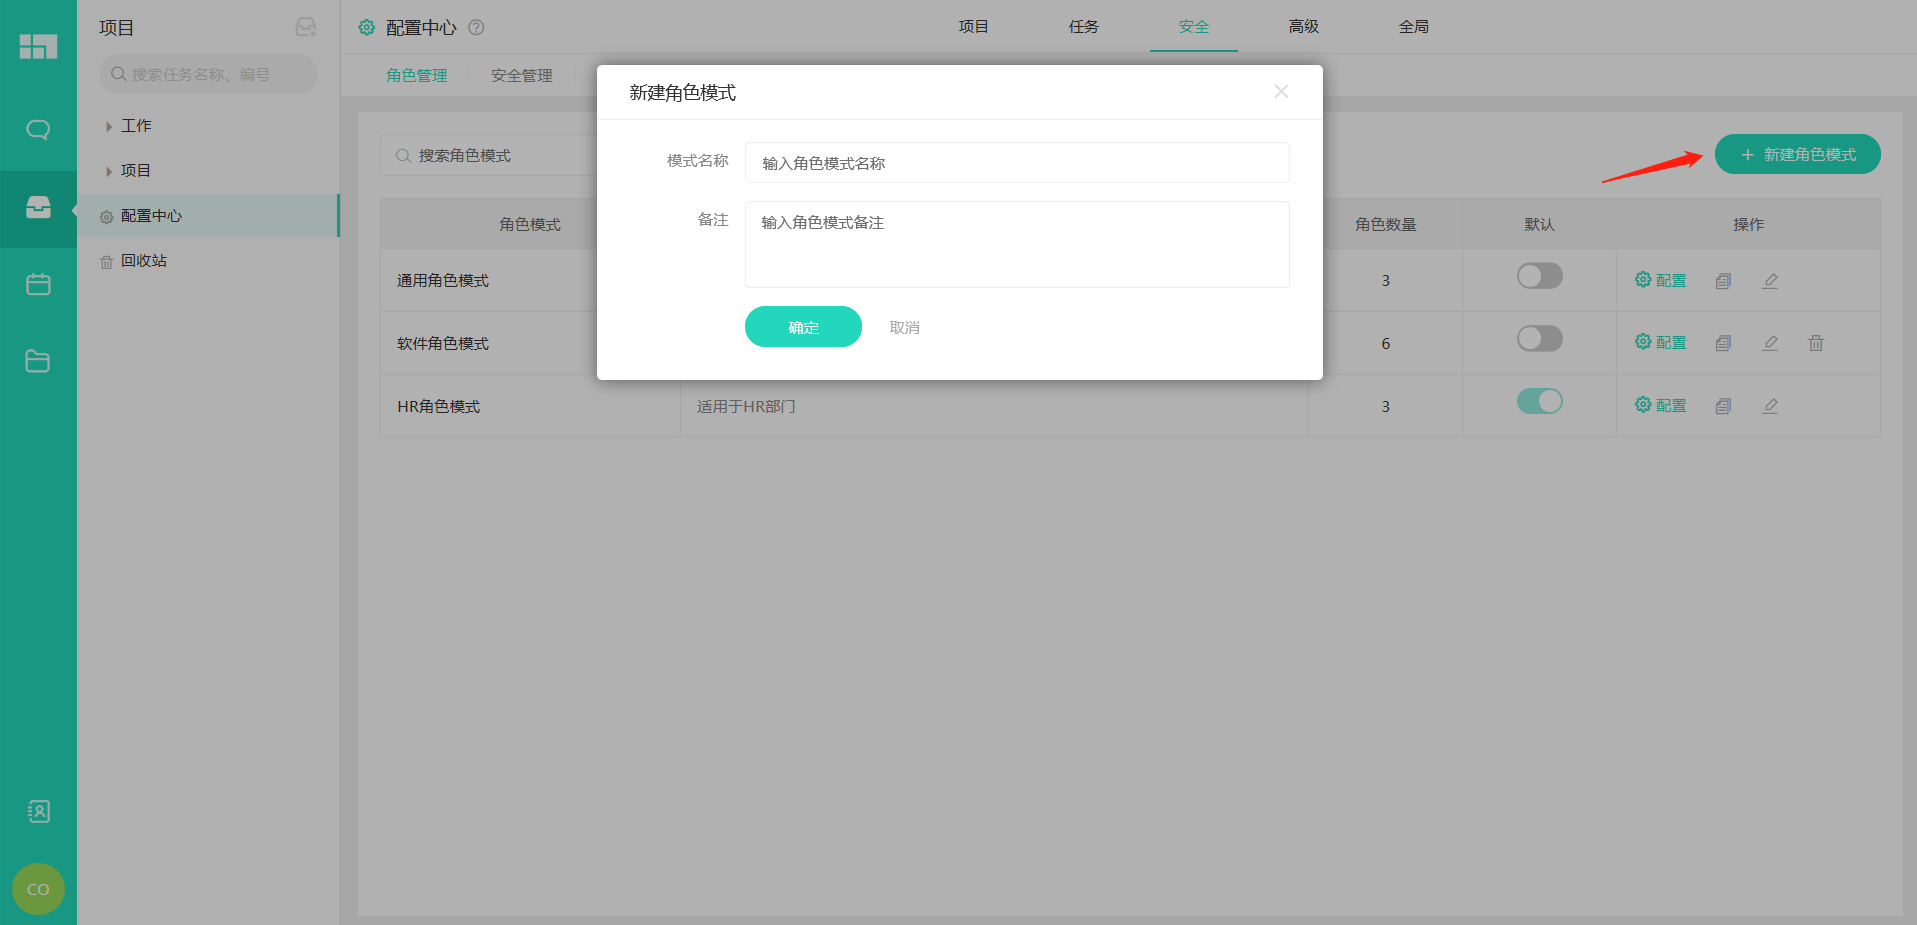 项目
搜索任务名称、编号
工作
项目
配置中心
回收站
CO
配置中心
项目
任务
安全
高级
全局
角色管理
安全管理
新建角色模式
模式名称
输入角色模式名称
备注
输入角色模式备注
确定
取消
搜索角色模式
+ 新建角色模式
角色模式
角色数量
默认
操作
通用角色模式
3
配置
软件角色模式
6
配置
HR角色模式
适用于HR部门
3
配置